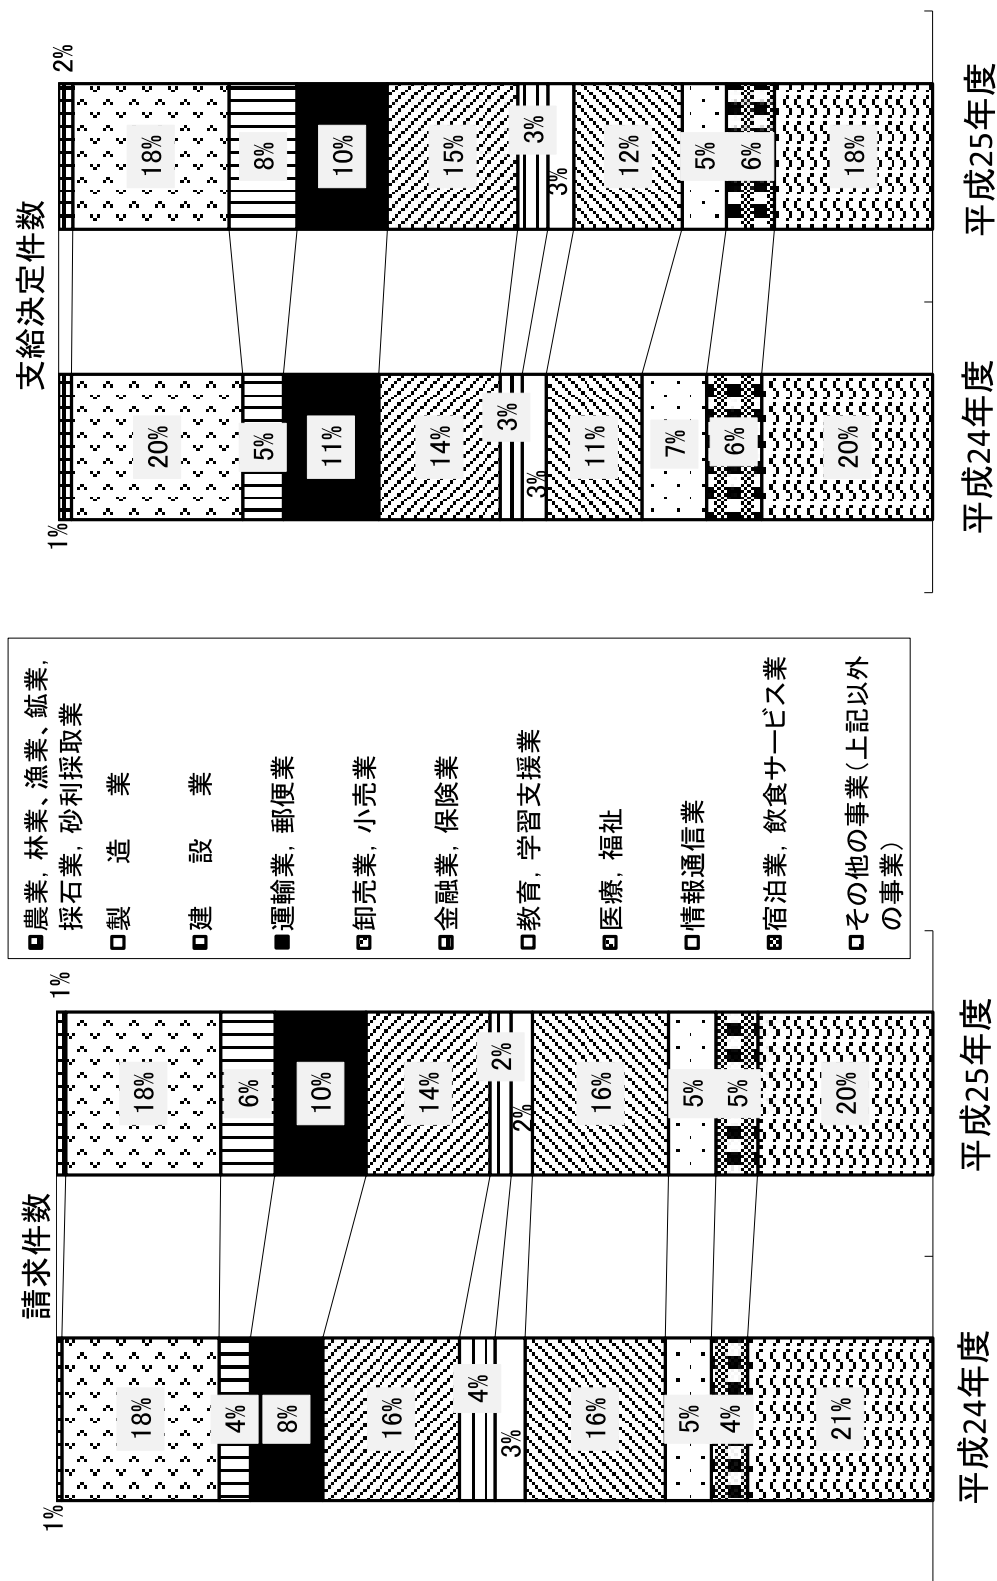 請求件数
1%
18%
4%
8%
16%
4%
3%
16%
5%
4%
21%
平成24年度
1%
18%
6%
10%
14%
2%
2%
16%
5%
5%
20%
平成25年度
農業，林業、漁業、鉱業，
採石業，砂利採取業
製造業
建設業
運輸業，郵便業
卸売業，小売業
金融業，保険業
教育，学習支援業
医療，福祉
情報通信業
宿泊業，飲食サービス業
その他の事業（上記以外
の事業）
支給決定件数
1%
20%
5%
11%
14%
3%
3%
11%
7%
6%
20%
平成24年度
2%
18%
8%
10%
15%
3%
3%
12%
5%
6%
18%
平成25年度